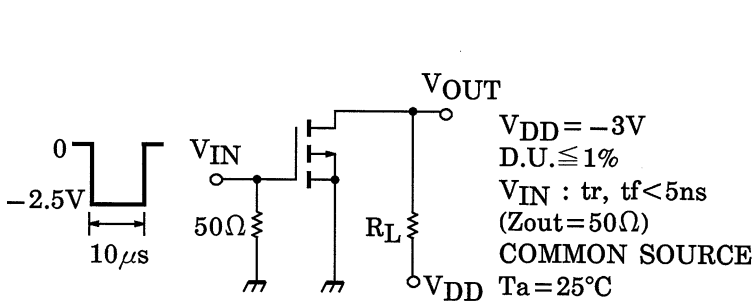 0
−2.5V
10μs
VIN
50Ω
VOUT
RL
VDD
VDD=−3V
D.U.≦1%
VIN : tr, tf<5ns
(Zout=50Ω)
COMMON SOURCE
Ta=25°C